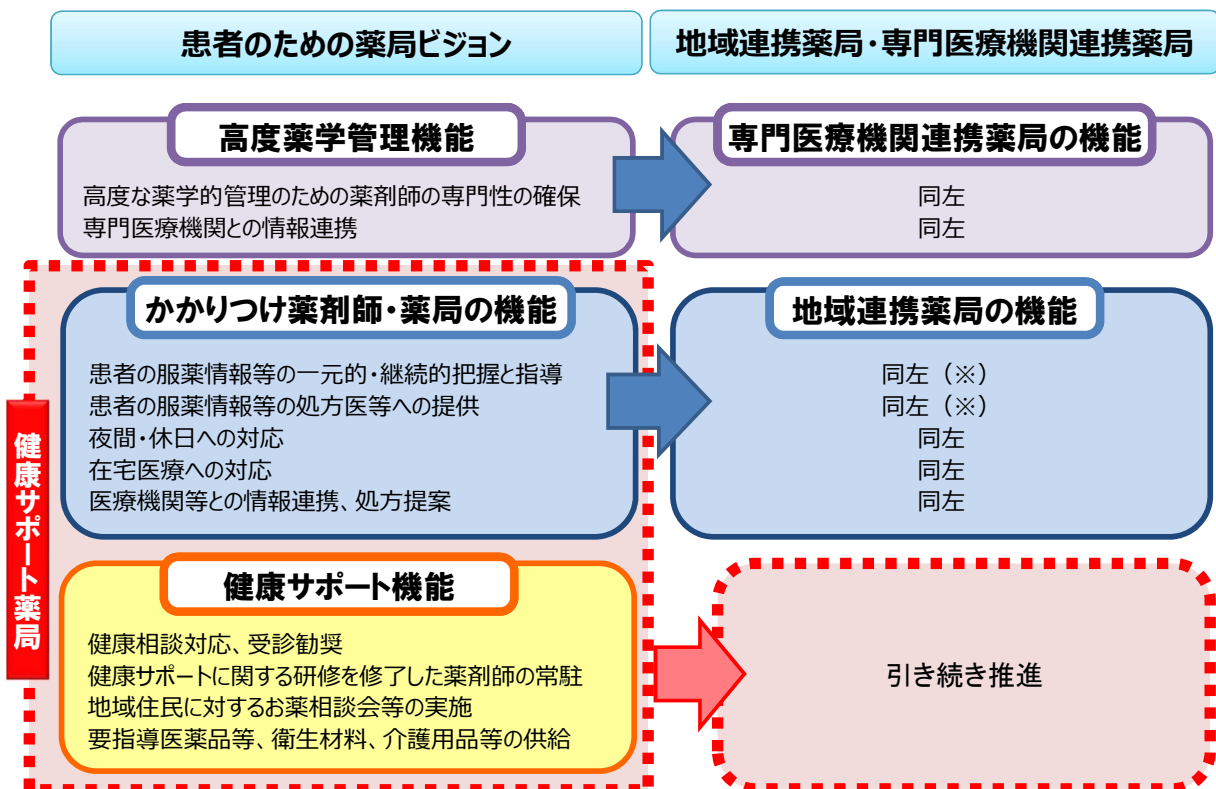 患者のための薬局ビジョン
地域連携薬局・専門医療機関連携薬局
高度薬学管理機能
高度な薬学的管理のための薬剤師の専門性の確保
専門医療機関との情報連携
専門医療機関連携薬局の機能
同左
同左
健康サポート薬局
かかりつけ薬剤師・薬局の機能
患者の服薬情報等の一元的・継続的把握と指導
患者の服薬情報等の処方医等への提供
夜間・休日への対応
在宅医療への対応
医療機関等との情報連携、処方提案
地域連携薬局の機能
同左（※）
同左（※）
同左
同左
同左
健康サポート機能
健康相談対応、受診勧奨
健康サポートに関する研修を修了した薬剤師の常駐
地域住民に対するお薬相談会等の実施
要指導医薬品等、衛生材料、介護用品等の供給
引き続き推進